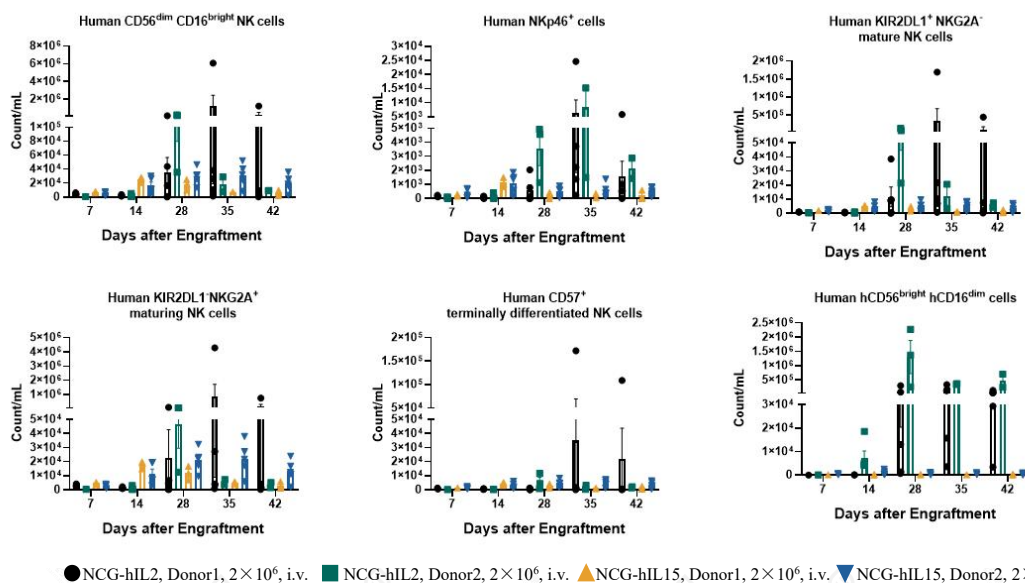 Human CD56dim CD16bright NK cells
Count/mL
8×10⁶
6×10⁶
4×10⁶
2×10⁶
1×10⁵
8×10⁴
6×10⁴
4×10⁴
2×10⁴
0
7 14 28 35 42
Days after Engraftment
Human NKp46⁺ cells
Count/mL
3×10⁴
2.5×10⁴
2×10⁴
1.5×10⁴
1×10⁴
5×10³
5×10³
4×10³
3×10³
2×10³
1×10³
0
7 14 28 35 42
Days after Engraftment
Human KIR2DL1⁺ NKG2A⁻
mature NK cells
Count/mL
2×10⁶
1.5×10⁶
1×10⁶
5×10⁵
5×10⁴
4×10⁴
3×10⁴
2×10⁴
1×10⁴
0
7 14 28 35 42
Days after Engraftment
Human KIR2DL1⁻NKG2A⁺
maturing NK cells
Count/mL
5×10⁶
4×10⁶
3×10⁶
2×10⁶
1×10⁶
5×10⁴
4×10⁴
3×10⁴
2×10⁴
1×10⁴
0
7 14 28 35 42
Days after Engraftment
Human CD57⁺
terminally differentiated NK cells
Count/mL
2×10⁵
1.5×10⁵
1×10⁵
5×10⁴
5×10⁴
4×10⁴
3×10⁴
2×10⁴
1×10⁴
0
7 14 28 35 42
Days after Engraftment
Human hCD56bright hCD16dim cells
Count/mL
2.5×10⁶
2×10⁶
1.5×10⁶
1×10⁶
5×10⁵
3×10⁴
2×10⁴
1×10⁴
0
7 14 28 35 42
Days after Engraftment
NCG-hIL2, Donor1, 2×10⁶, i.v. NCG-hIL2, Donor2, 2×10⁶, i.v. NCG-hIL15, Donor2, 2×10⁶, i.v. NCG-hIL15, Donor2, 2